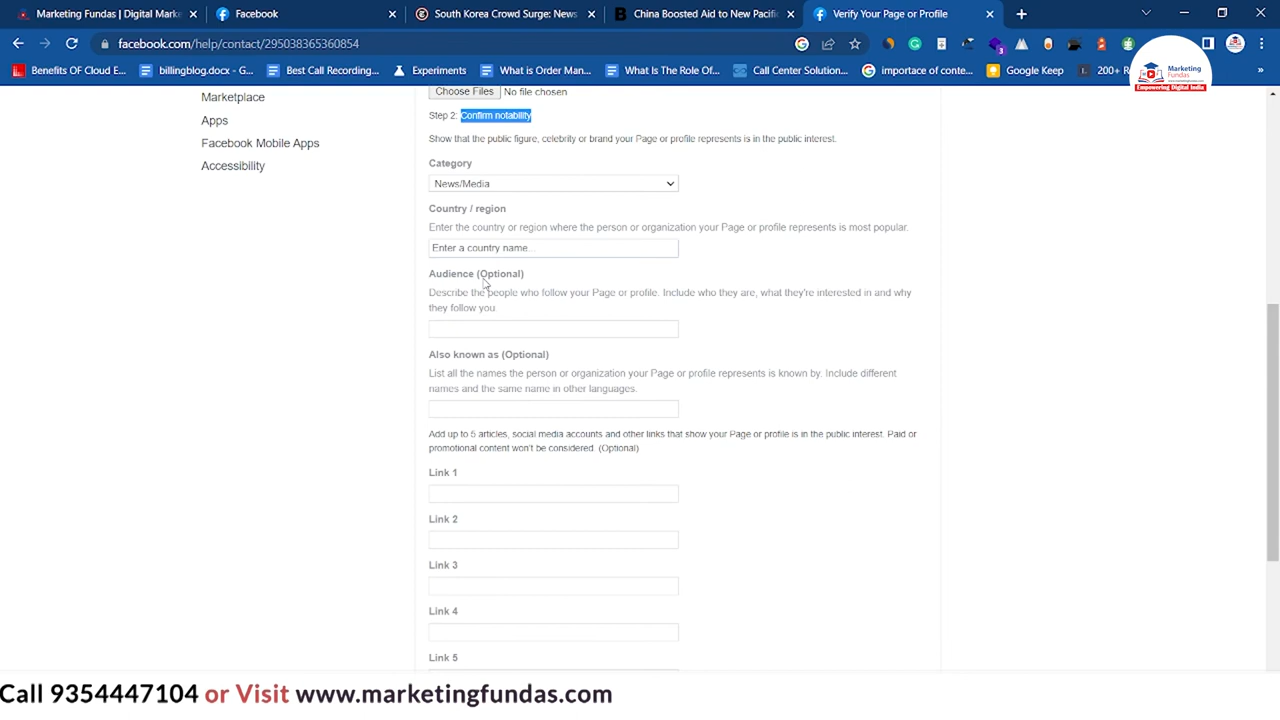 Marketing Fundas | Digital Marke
Facebook
South Korea Crowd Surge: News
China Boosted Aid to New Pacific
Verify Your Page or Profile
facebook.com/help/contact/295038365360854
3
Benefits OF Cloud E...
billingblog.docx - G...
Best Call Recording...
Experiments
What is Order Man...
What Is The Role Of...
Call Center Solution...
importace of conte...
Google Keep
200+ R
»
Marketing
Fundas
Empowering Digital India
Marketplace
Apps
Facebook Mobile Apps
Accessibility
Choose Files No file chosen
Step 2: Confirm notability
Show that the public figure, celebrity or brand your Page or profile represents is in the public interest.
Category
News/Media
Country / region
Enter the country or region where the person or organization your Page or profile represents is most popular.
Enter a country name...
Audience (Optional)
Describe the people who follow your Page or profile. Include who they are, what they're interested in and why
they follow you.
Also known as (Optional)
List all the names the person or organization your Page or profile represents is known by. Include different
names and the same name in other languages.
Add up to 5 articles, social media accounts and other links that show your Page or profile is in the public interest. Paid or
promotional content won't be considered. (Optional)
Link 1
Link 2
Link 3
Link 4
Link 5
Call 9354447104 or Visit www.marketingfundas.com